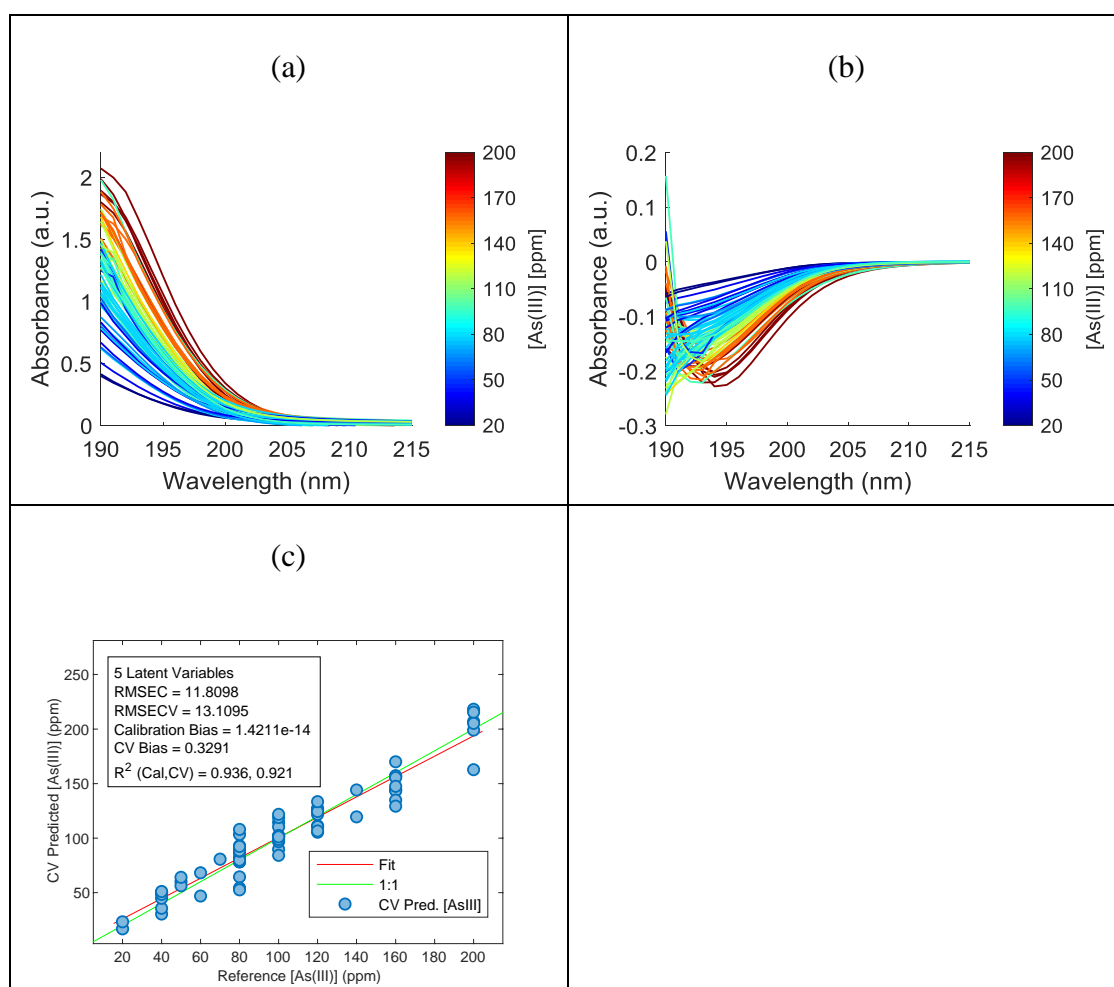 (a)
Absorbance (a.u.)
2
1.5
1
0.5
0
190 195 200 205 210 215
Wavelength (nm)
200
170
140
110
80
50
20
[As(III)] [ppm]
(b)
Absorbance (a.u.)
0.2
0.1
0
-0.1
-0.2
-0.3
190 195 200 205 210 215
Wavelength (nm)
200
170
140
110
80
50
20
[As(III)] [ppm]
(c)
CV Predicted [As(III)] (ppm)
250
200
150
100
50
5 Latent Variables
RMSEC = 11.8098
RMSECV = 13.1095
Calibration Bias = 1.4211e-14
CV Bias = 0.3291
R² (Cal,CV) = 0.936, 0.921
Fit
1:1
CV Pred. [AsIII]
20 40 60 80 100 120 140 160 180 200
Reference [As(III)] (ppm)